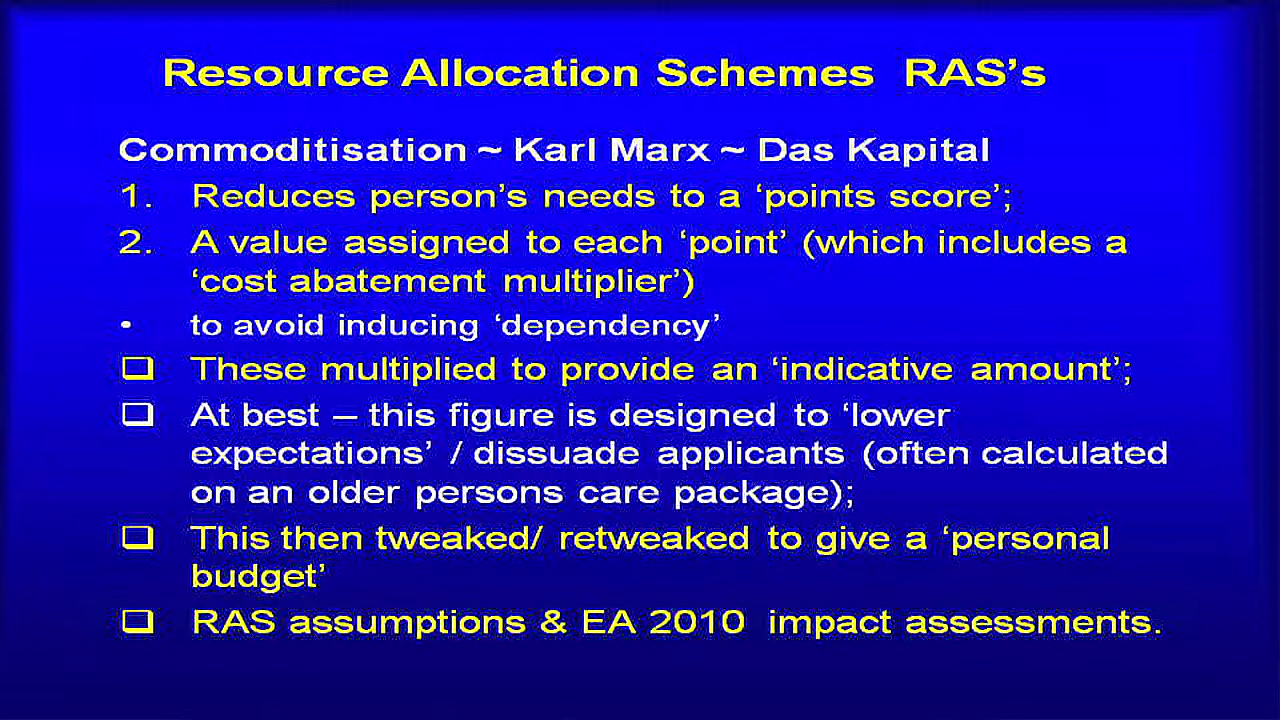 Resource Allocation Schemes RAS’s
Commoditisation ~ Karl Marx ~ Das Kapital
1. Reduces person’s needs to a ‘points score’;
2. A value assigned to each ‘point’ (which includes a
‘cost abatement multiplier’)
• to avoid inducing ‘dependency’
❑ These multiplied to provide an ‘indicative amount’;
❑ At best – this figure is designed to ‘lower
expectations’ / dissuade applicants (often calculated
on an older persons care package);
❑ This then tweaked/ retweaked to give a ‘personal
budget’
❑ RAS assumptions & EA 2010 impact assessments.